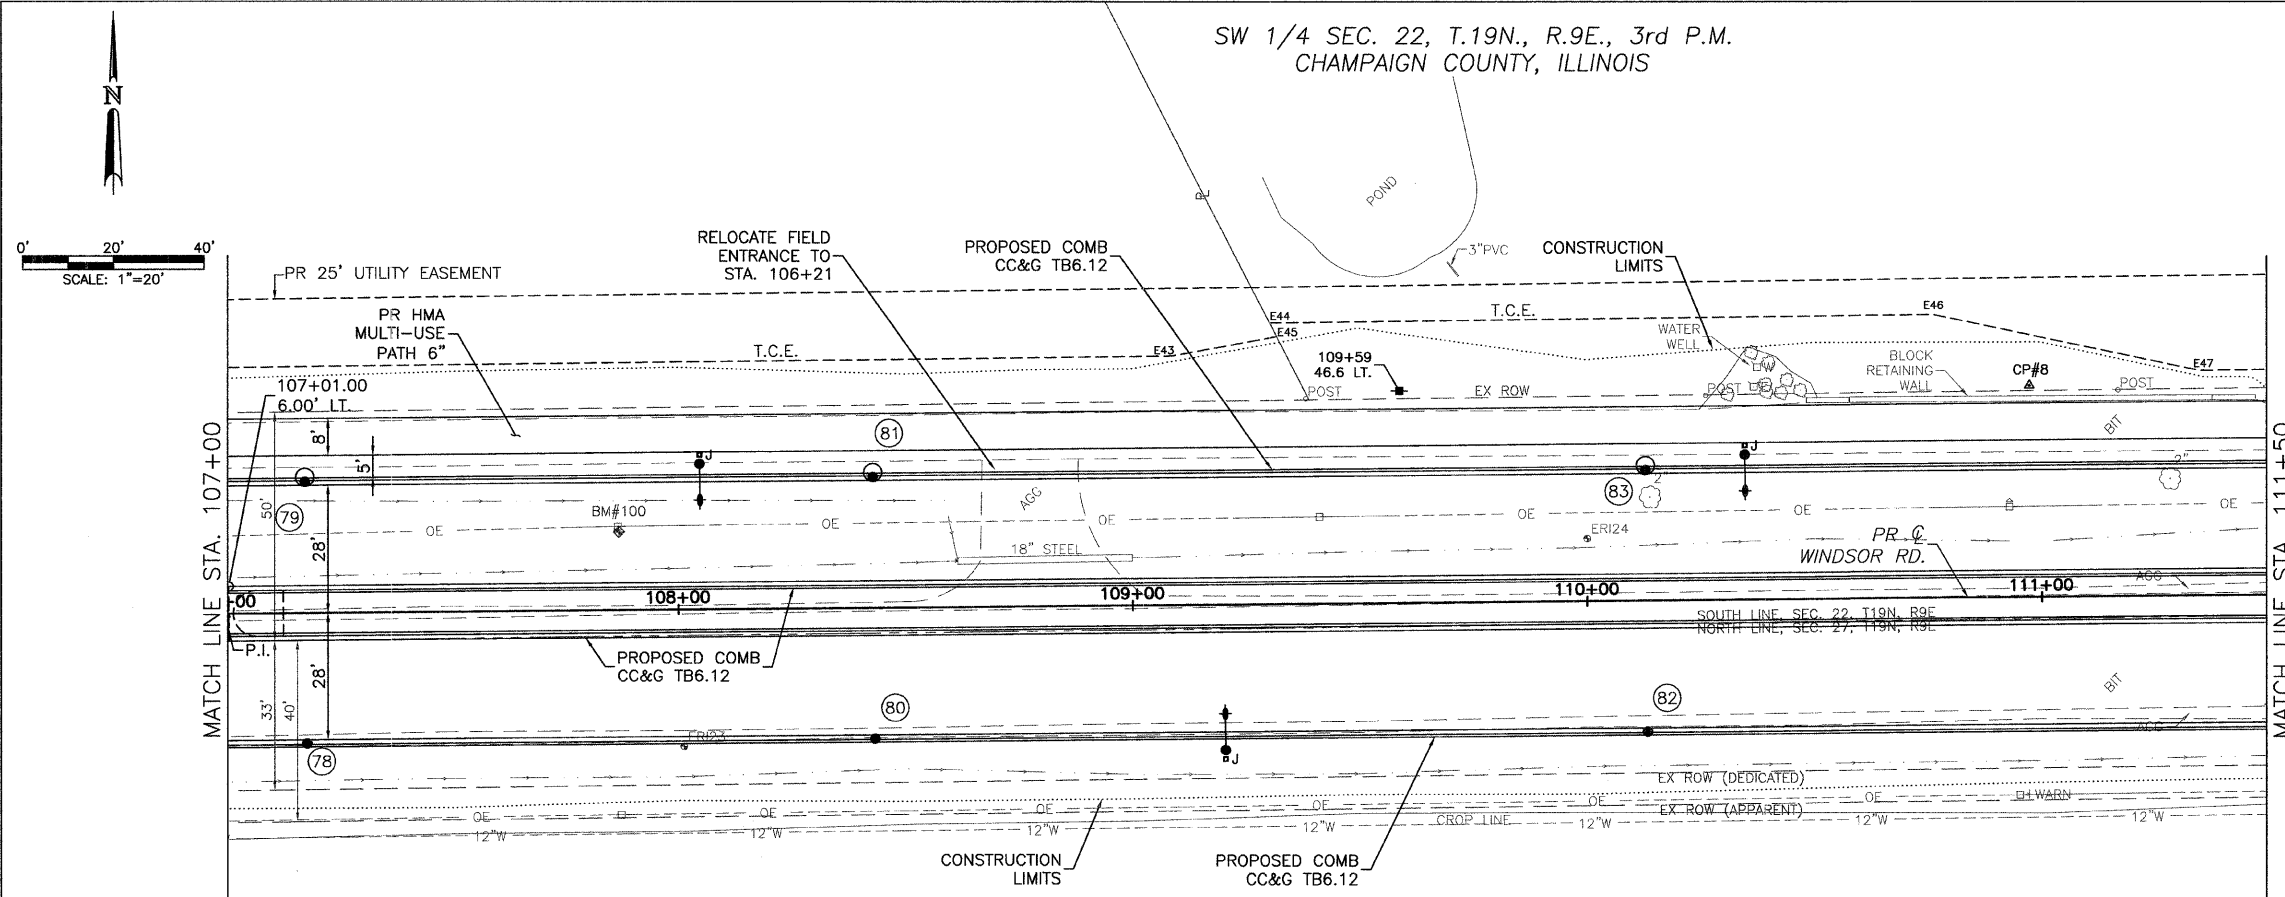 SW 1/4 SEC. 22, T.19N., R.9E., 3rd P.M.
CHAMPAIGN COUNTY, ILLINOIS
N
0' 20' 40'
SCALE: 1"=20'
PR 25' UTILITY EASEMENT
RELOCATE FIELD
ENTRANCE TO
STA. 106+21
PROPOSED COMB
CC&G TB6.12
POND
3"PVC
CONSTRUCTION
LIMITS
PR HMA
MULTI-USE
PATH 6"
T.C.E.
E43
E44
E45
T.C.E.
E46
E47
109+59
46.6 LT.
WATER
WELL
W
BLOCK
RETAINING
WALL
CP#8
POST
EX ROW
POST
POST
107+01.00
6.00' LT.
MATCH LINE STA. 107+00
8'
5'
50'
81
J
J
BIT
2"
2"
79
83
BM#100
AGG
OE
OE
OE
OE
OE
OE
28'
18" STEEL
ERI24
PR ℄
WINDSOR RD.
AGG
+00
108+00
109+00
110+00
111+00
SOUTH LINE, SEC. 22, T19N, R9E
NORTH LINE, SEC. 27, T19N, R9E
P.I.
PROPOSED COMB
CC&G TB6.12
28'
33'
40'
80
82
BIT
AGG
78
ERI23
J
EX ROW (DEDICATED)
OE
OE
OE
OE
OE
OE
WARN
EX ROW (APPARENT)
12"W
12"W
12"W
12"W
CROP LINE
12"W
12"W
12"W
CONSTRUCTION
LIMITS
PROPOSED COMB
CC&G TB6.12
MATCH LINE STA. 111+50